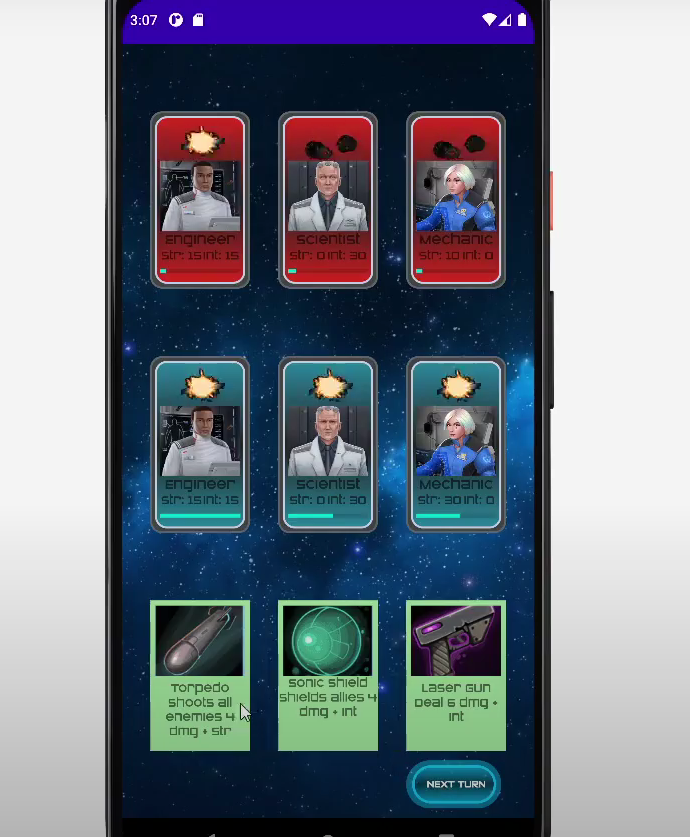 3:07
Engineer
str: 15 int: 15
Scientist
str: 0 int: 30
Mechanic
str: 10 int: 0
Engineer
str: 15 int: 15
Scientist
str: 0 int: 30
Mechanic
str: 30 int: 0
Torpedo
shoots all
enemies 4
dmg + str
Sonic Shield
shields allies 4
dmg + int
Laser Gun
Deal 6 dmg +
int
NEXT TURN